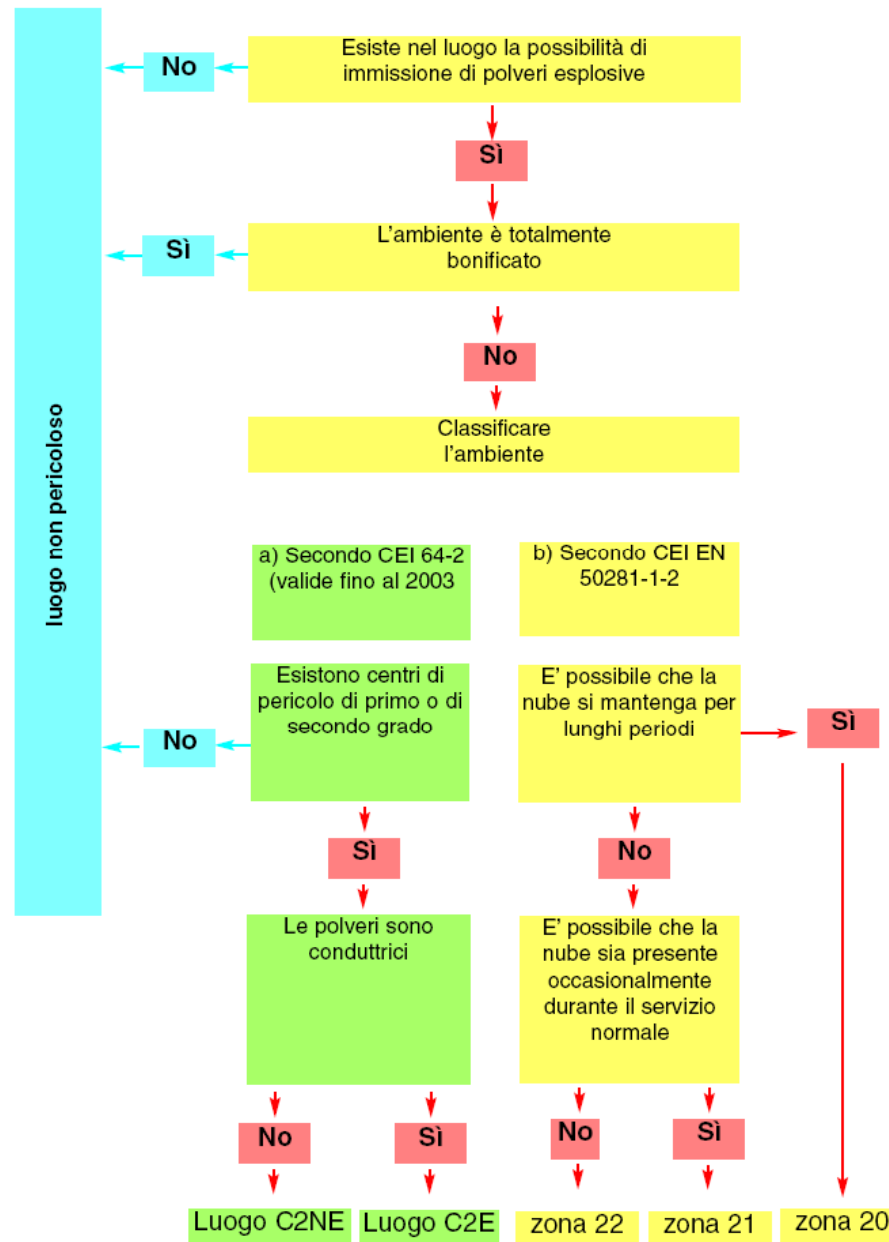 Esiste nel luogo la possibilità di
immissione di polveri esplosive
No
Sì
L'ambiente è totalmente
bonificato
Sì
No
Classificare
l'ambiente
luogo non pericoloso
a) Secondo CEI 64-2
(valide fino al 2003
b) Secondo CEI EN
50281-1-2
Esistono centri di
pericolo di primo o di
secondo grado
No
E' possibile che la
nube si mantenga per
lunghi periodi
Sì
Sì
No
Le polveri sono
conduttrici
E' possibile che la
nube sia presente
occasionalmente
durante il servizio
normale
No
Sì
No
Sì
Luogo C2NE
Luogo C2E
zona 22
zona 21
zona 20